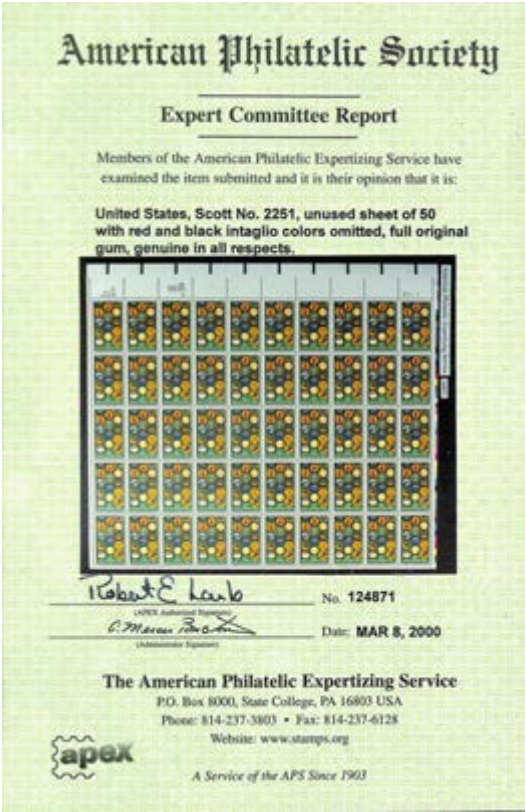 American Philatelic Society
Expert Committee Report
Members of the American Philatelic Expertizing Service have
examined the item submitted and it is their opinion that it is:
United States, Scott No. 2251, unused sheet of 50
with red and black intaglio colors omitted, full original
gum, genuine in all respects.
Robert E Lamb
No. 124871
(APEX Authorized Signature)
Date: MAR 8, 2000
(Administrator Signature)
The American Philatelic Expertizing Service
P.O. Box 8000, State College, PA 16803 USA
Phone: 814-237-3803 • Fax: 814-237-6128
Website: www.stamps.org
apex
A Service of the APS Since 1903